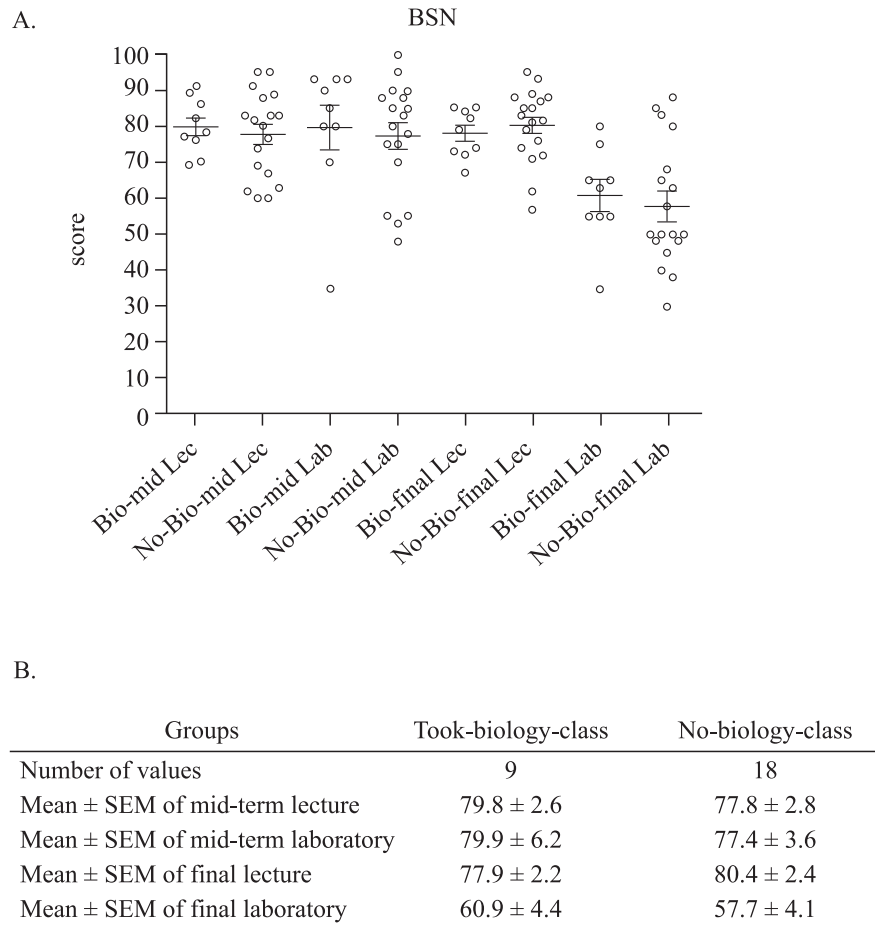 A.
BSN
100
90
80
70
60
50
40
30
20
10
0
score
Bio-mid Lec
No-Bio-mid Lec
Bio-mid Lab
No-Bio-mid Lab
Bio-final Lec
No-Bio-final Lec
Bio-final Lab
No-Bio-final Lab
B.
Groups Took-biology-class No-biology-class
Number of values 9 18
Mean ± SEM of mid-term lecture 79.8 ± 2.6 77.8 ± 2.8
Mean ± SEM of mid-term laboratory 79.9 ± 6.2 77.4 ± 3.6
Mean ± SEM of final lecture 77.9 ± 2.2 80.4 ± 2.4
Mean ± SEM of final laboratory 60.9 ± 4.4 57.7 ± 4.1